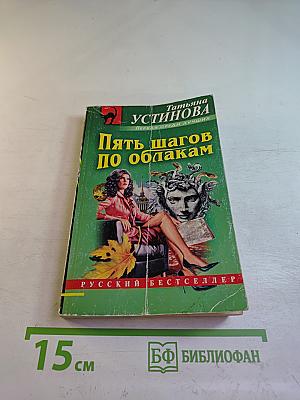 Татьяна
УСТИНОВА
Первая среди лучших
Пять шагов
по облакам
РУССКИЙ БЕСТСЕЛЛЕР
15 см
БФ БИБЛИОФАН